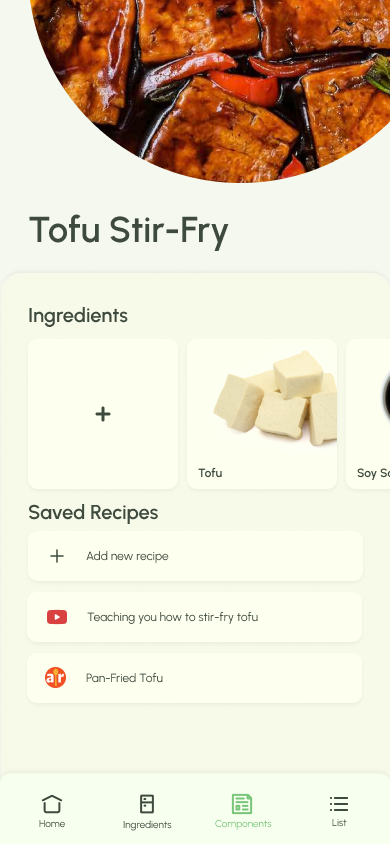 Tofu Stir-Fry
Ingredients
+
Tofu
Soy Sa
Saved Recipes
+ Add new recipe
Teaching you how to stir-fry tofu
a|r Pan-Fried Tofu
Home Ingredients Components List